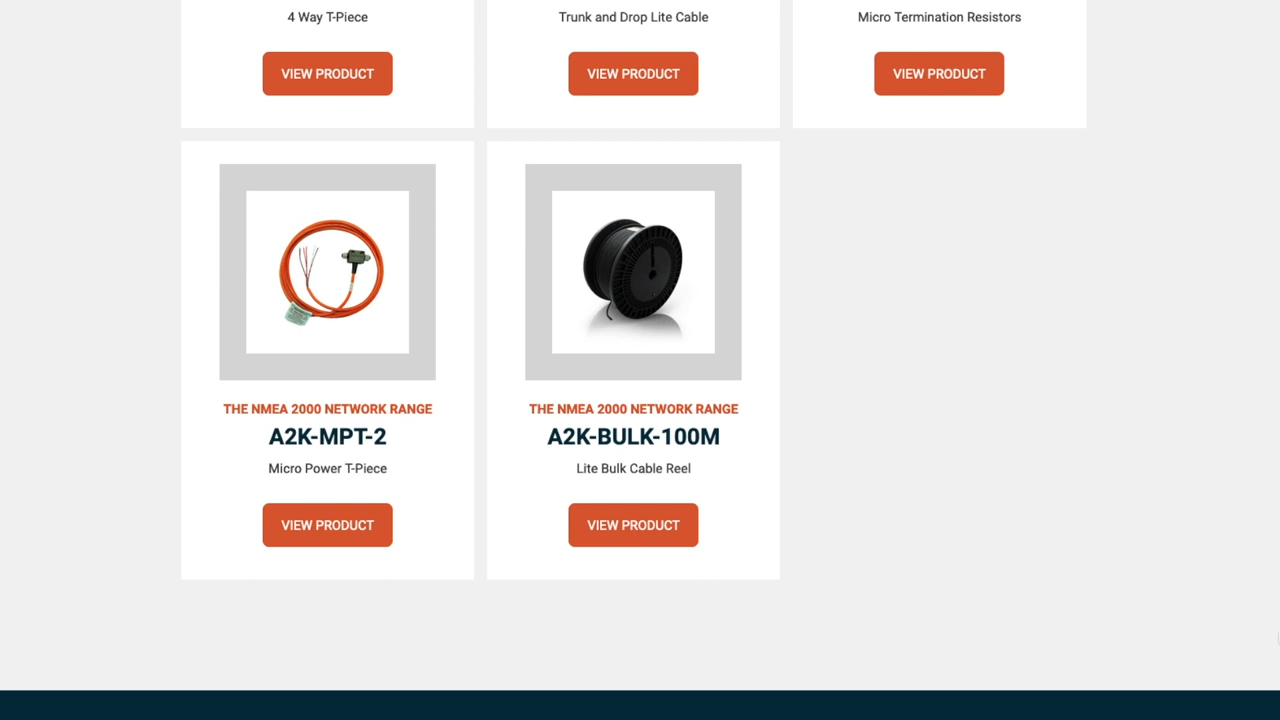 4 Way T-Piece
Trunk and Drop Lite Cable
Micro Termination Resistors
VIEW PRODUCT
VIEW PRODUCT
VIEW PRODUCT
THE NMEA 2000 NETWORK RANGE
A2K-MPT-2
Micro Power T-Piece
VIEW PRODUCT
THE NMEA 2000 NETWORK RANGE
A2K-BULK-100M
Lite Bulk Cable Reel
VIEW PRODUCT